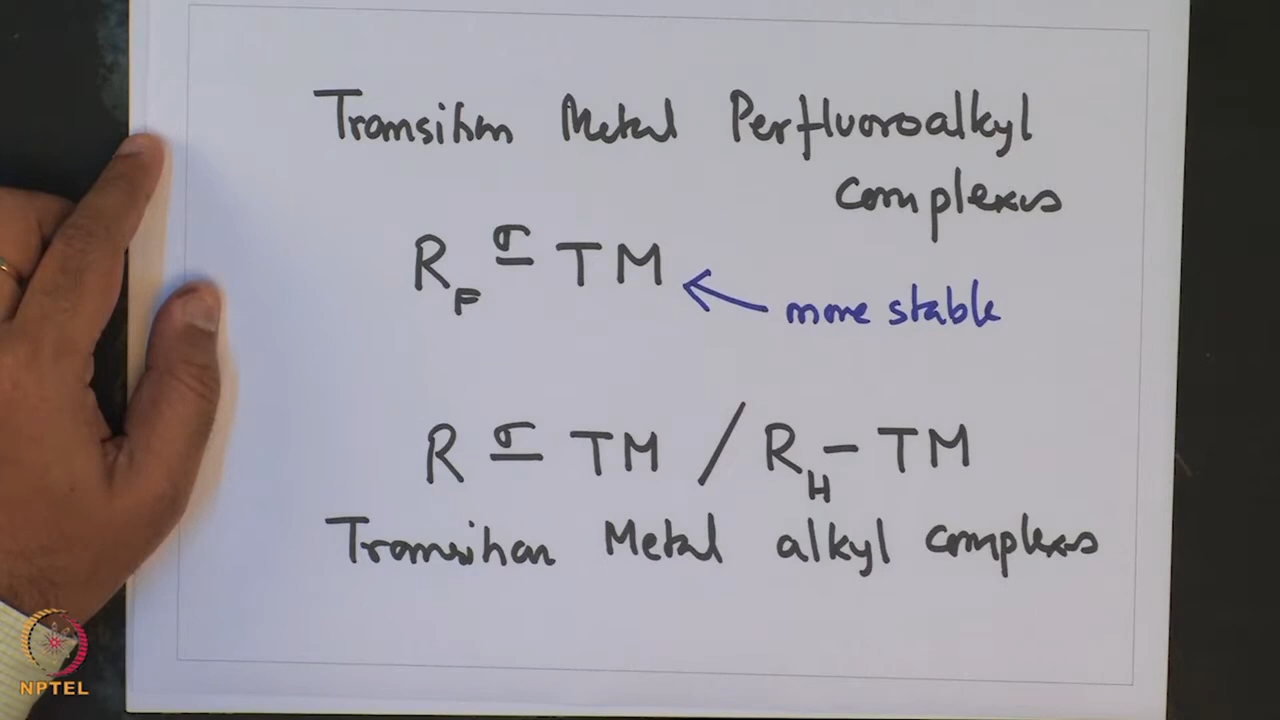 Transition Metal Perfluoroalkyl
complexes
R_F —σ TM
more stable
R —σ TM / R_H – TM
Transition Metal alkyl complexes
NPTEL